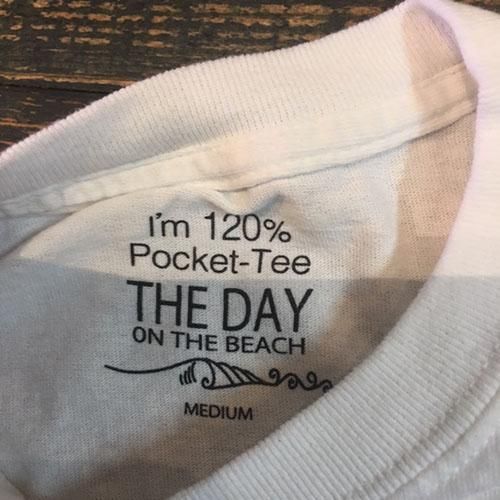 I'm 120%
Pocket-Tee
THE DAY
ON THE BEACH
MEDIUM